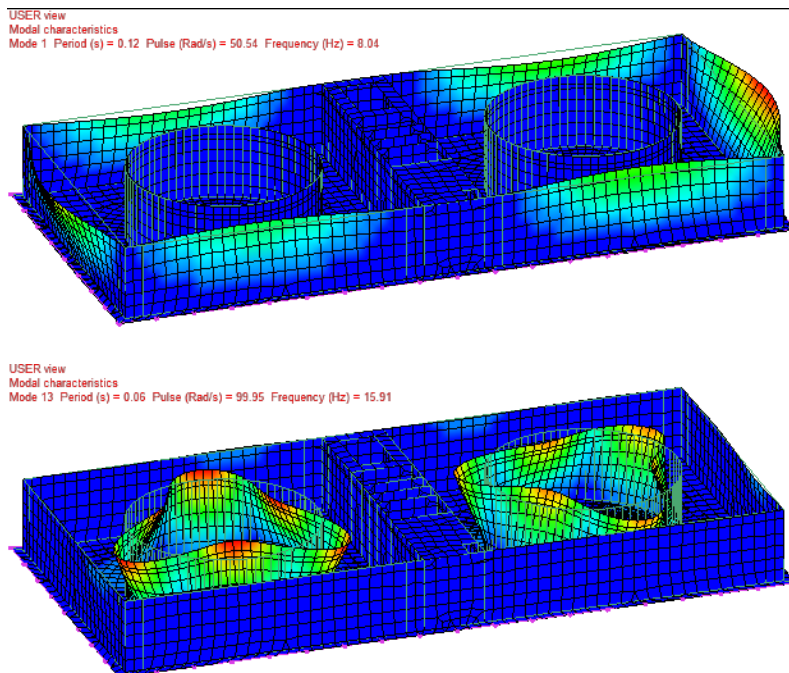 USER view
Modal characteristics
Mode 1 Period (s) = 0.12 Pulse (Rad/s) = 50.54 Frequency (Hz) = 8.04
USER view
Modal characteristics
Mode 13 Period (s) = 0.06 Pulse (Rad/s) = 99.95 Frequency (Hz) = 15.91